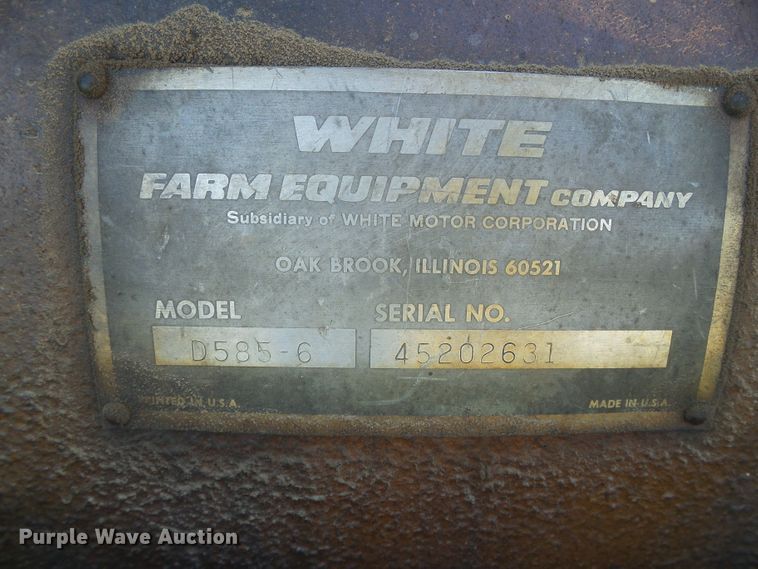 WHITE
FARM EQUIPMENT COMPANY
Subsidiary of WHITE MOTOR CORPORATION
OAK BROOK, ILLINOIS 60521
MODEL SERIAL NO.
D585-6 45202631
PRINTED IN U.S.A. MADE IN U.S.A.
Purple Wave Auction